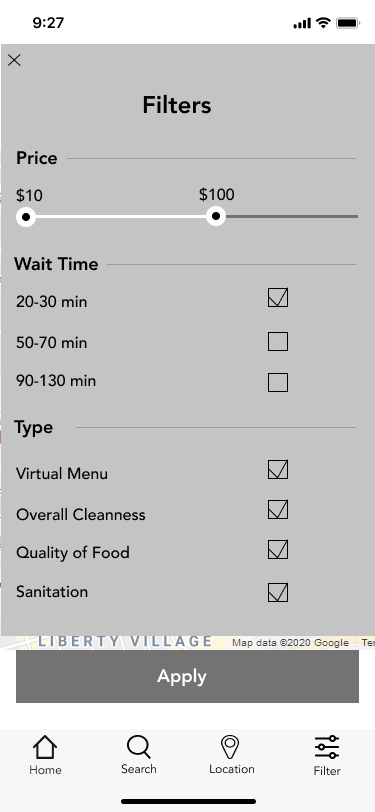 9:27
Filters
Price
$10
$100
Wait Time
20-30 min
50-70 min
90-130 min
Type
Virtual Menu
Overall Cleanness
Quality of Food
Sanitation
LIBERTY VILLAGE
Map data ©2020 Google
Apply
Home
Search
Location
Filter